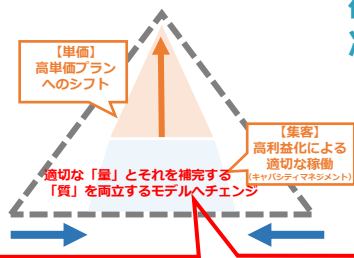 【単価】
高単価プラン
へのシフト
【集客】
高利益化による
適切な稼働
(キャパシティマネジメント)
適切な「量」とそれを補完する
「質」を両立するモデルへチェンジ